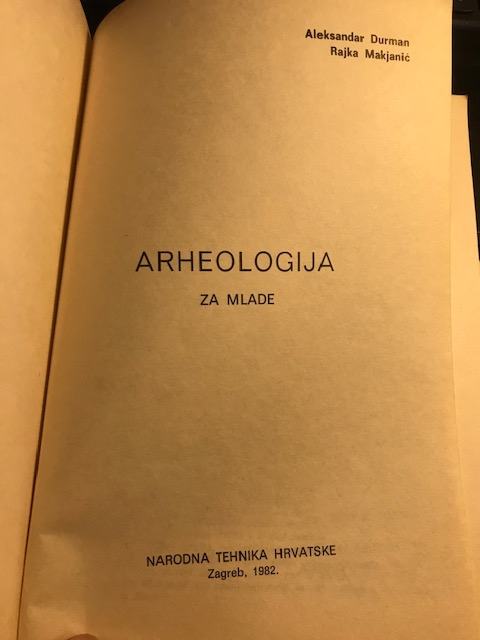 Aleksandar Durman
Rajka Makjanić
ARHEOLOGIJA
ZA MLADE
NARODNA TEHNIKA HRVATSKE
Zagreb, 1982.